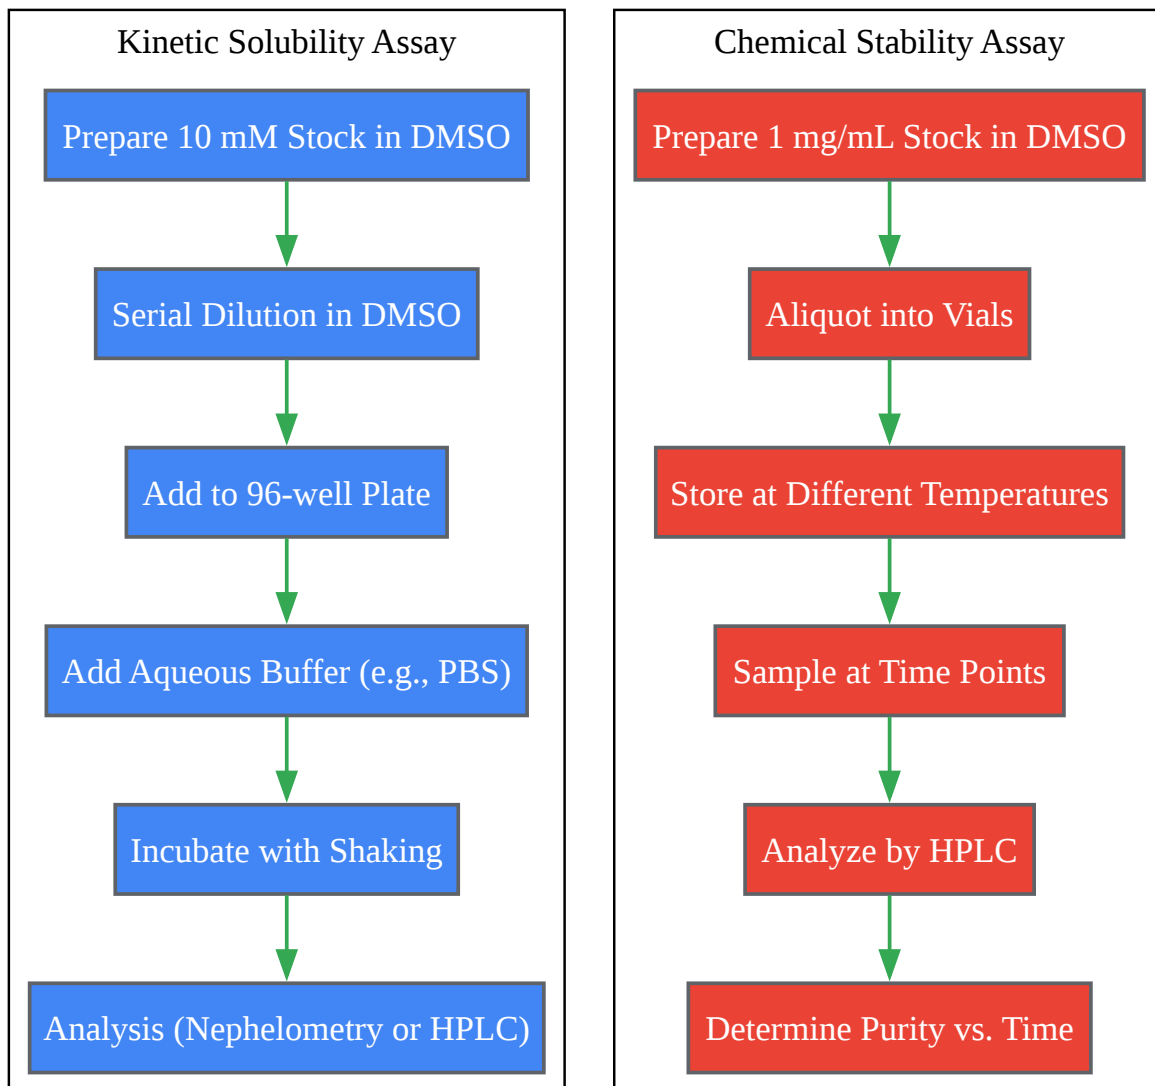 Kinetic Solubility Assay
Prepare 10 mM Stock in DMSO
Serial Dilution in DMSO
Add to 96-well Plate
Add Aqueous Buffer (e.g., PBS)
Incubate with Shaking
Analysis (Nephelometry or HPLC)
Chemical Stability Assay
Prepare 1 mg/mL Stock in DMSO
Aliquot into Vials
Store at Different Temperatures
Sample at Time Points
Analyze by HPLC
Determine Purity vs. Time